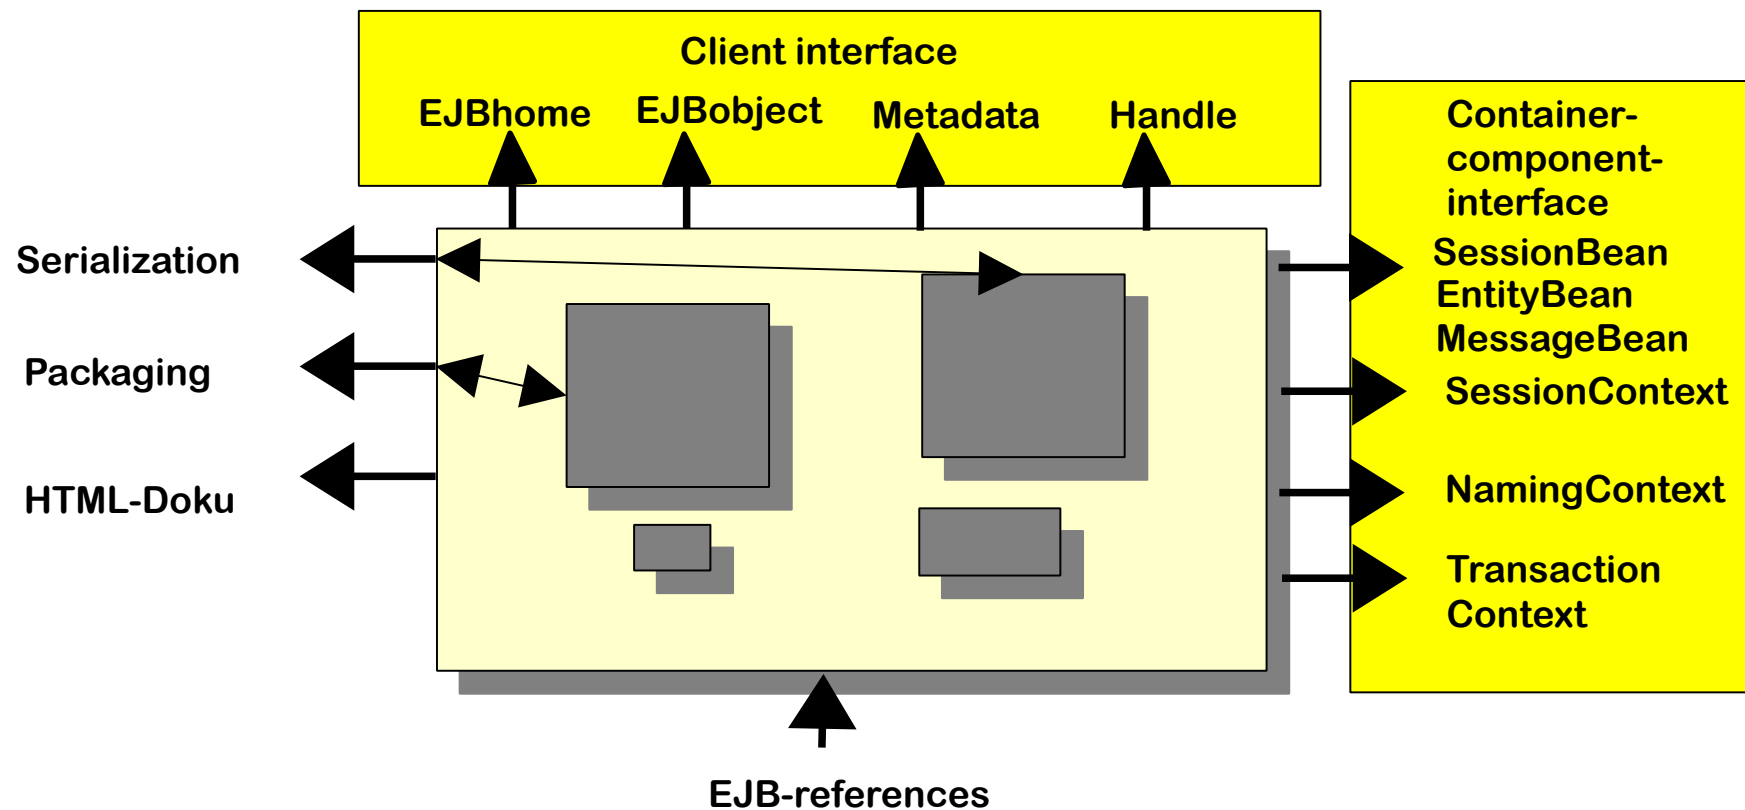 Client interface
EJBhome
EJBobject
Metadata
Handle
Container-
component-
interface
SessionBean
EntityBean
MessageBean
SessionContext
NamingContext
Transaction
Context
Serialization
Packaging
HTML-Doku
EJB-references